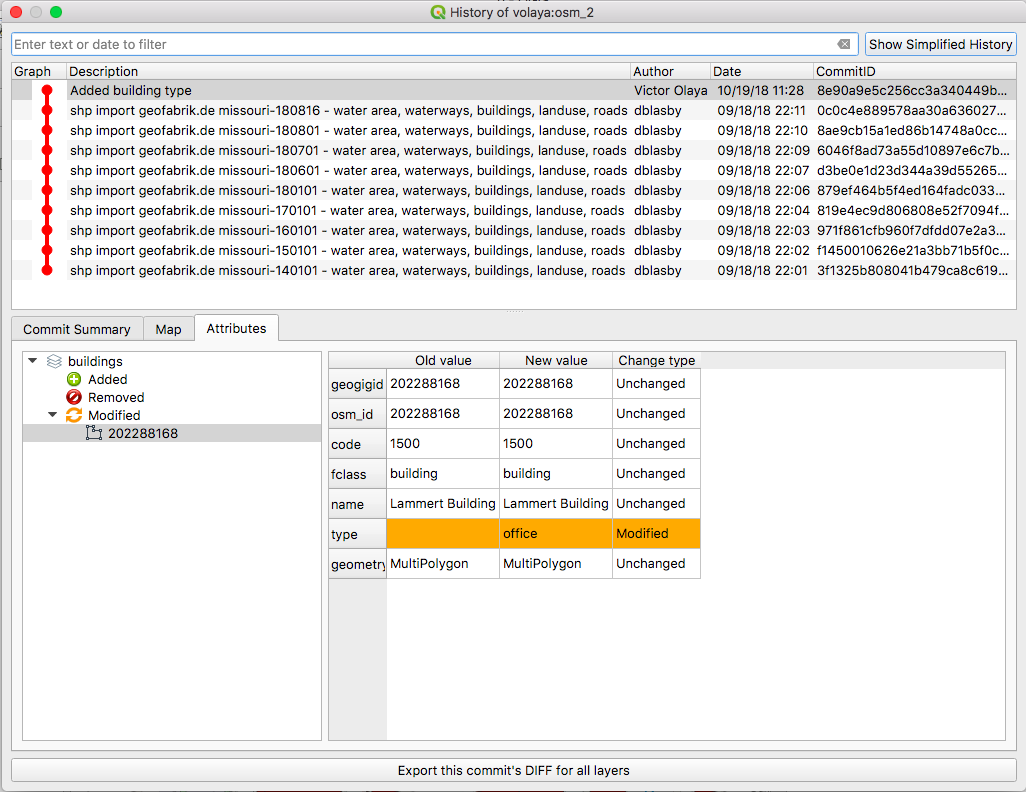 History of volaya:osm_2
Enter text or date to filter
Show Simplified History
Graph Description Author Date CommitID
Added building type Victor Olaya 10/19/18 11:28 8e90a9e5c256cc3a340449b...
shp import geofabrik.de missouri-180816 - water area, waterways, buildings, landuse, roads dblasby 09/18/18 22:11 0c0c4e889578aa30a636027...
shp import geofabrik.de missouri-180801 - water area, waterways, buildings, landuse, roads dblasby 09/18/18 22:10 8ae9cb15a1ed86b14748a0cc...
shp import geofabrik.de missouri-180701 - water area, waterways, buildings, landuse, roads dblasby 09/18/18 22:09 6046f8ad73a55d10897e6c7b...
shp import geofabrik.de missouri-180601 - water area, waterways, buildings, landuse, roads dblasby 09/18/18 22:07 d3be0e1d23d344a39d55265...
shp import geofabrik.de missouri-180101 - water area, waterways, buildings, landuse, roads dblasby 09/18/18 22:06 879ef464b5f4ed164fadc033...
shp import geofabrik.de missouri-170101 - water area, waterways, buildings, landuse, roads dblasby 09/18/18 22:04 819e4ec9d806808e52f7094f...
shp import geofabrik.de missouri-160101 - water area, waterways, buildings, landuse, roads dblasby 09/18/18 22:03 971f861cfb960f7dfdd07e2a3...
shp import geofabrik.de missouri-150101 - water area, waterways, buildings, landuse, roads dblasby 09/18/18 22:02 f1450010626e21a3bb71b5f0c...
shp import geofabrik.de missouri-140101 - water area, waterways, buildings, landuse, roads dblasby 09/18/18 22:01 3f1325b808041b479ca8c619...
Commit Summary Map Attributes
buildings
Added
Removed
Modified
202288168
Old value New value Change type
geogigid 202288168 202288168 Unchanged
osm_id 202288168 202288168 Unchanged
code 1500 1500 Unchanged
fclass building building Unchanged
name Lammert Building Lammert Building Unchanged
type office Modified
geometry MultiPolygon MultiPolygon Unchanged
Export this commit's DIFF for all layers